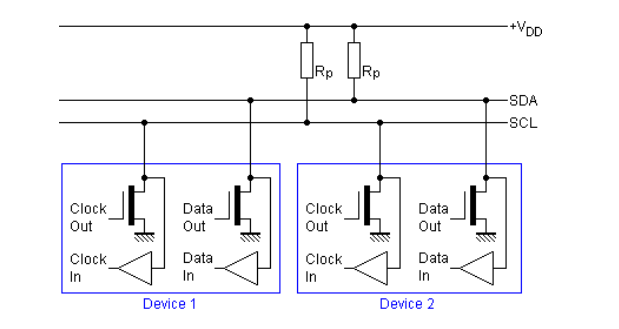 +VDD
Rp
Rp
SDA
SCL
Clock
Out
Data
Out
Clock
Out
Data
Out
Clock
In
Data
In
Clock
In
Data
In
Device 1
Device 2